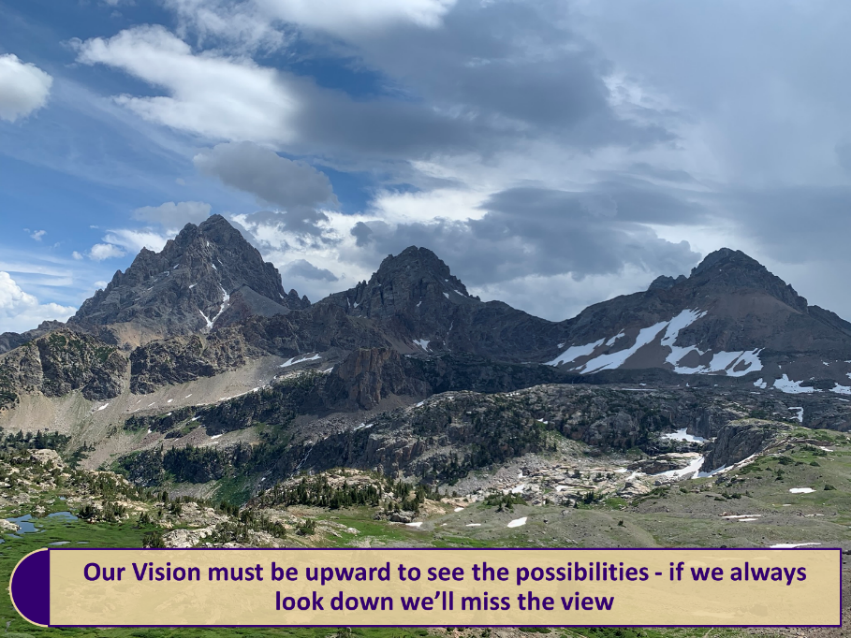 Our Vision must be upward to see the possibilities - if we always
look down we’ll miss the view